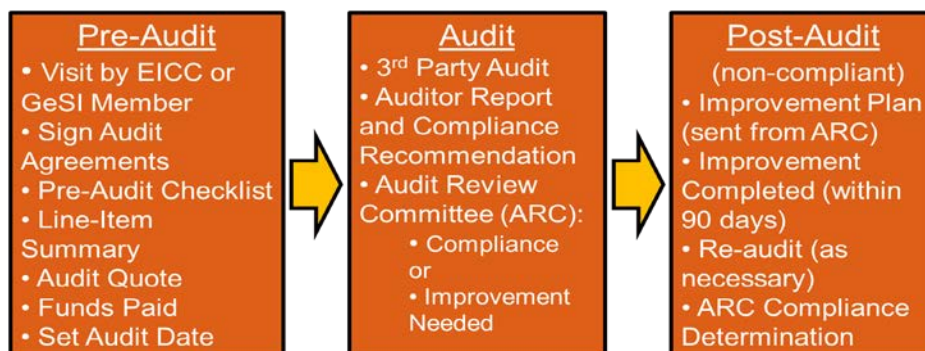 Pre-Audit
• Visit by EICC or
GeSI Member
• Sign Audit
Agreements
• Pre-Audit Checklist
• Line-Item
Summary
• Audit Quote
• Funds Paid
• Set Audit Date
Audit
• 3rd Party Audit
• Auditor Report
and Compliance
Recommendation
• Audit Review
Committee (ARC):
• Compliance
or
• Improvement
Needed
Post-Audit
(non-compliant)
• Improvement Plan
(sent from ARC)
• Improvement
Completed (within
90 days)
• Re-audit (as
necessary)
• ARC Compliance
Determination